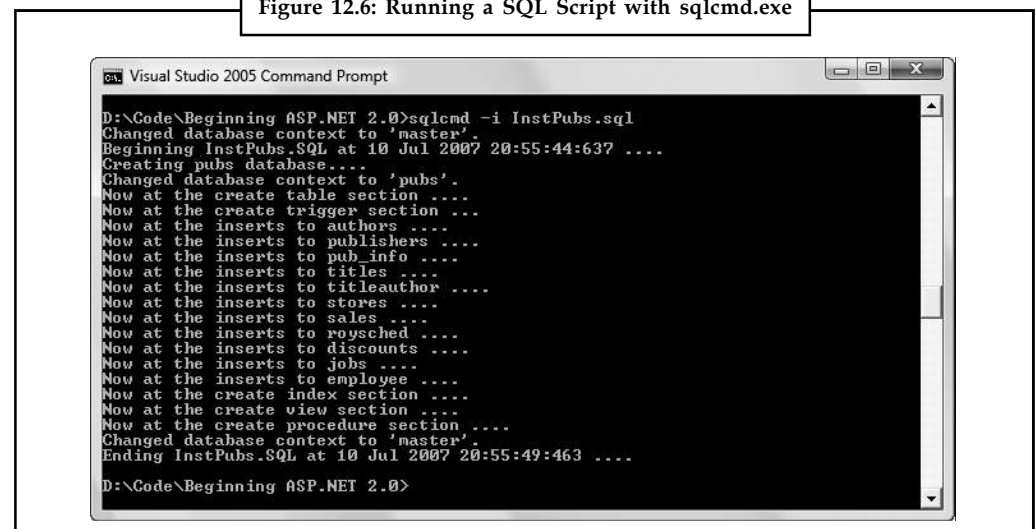 Figure 12.6: Running a SQL Script with sqlcmd.exe
Visual Studio 2005 Command Prompt
D:\Code\Beginning ASP.NET 2.0>sqlcmd -i InstPubs.sql
Changed database context to 'master'.
Beginning InstPubs.SQL at 10 Jul 2007 20:55:44:637 ....
Creating pubs database....
Changed database context to 'pubs'.
Now at the create table section ....
Now at the create trigger section ...
Now at the inserts to authors ....
Now at the inserts to publishers ....
Now at the inserts to pub_info ....
Now at the inserts to titles ....
Now at the inserts to titleauthor ....
Now at the inserts to stores ....
Now at the inserts to sales ....
Now at the inserts to roysched ....
Now at the inserts to discounts ....
Now at the inserts to jobs ....
Now at the inserts to employee ....
Now at the create index section ....
Now at the create view section ....
Now at the create procedure section ....
Changed database context to 'master'.
Ending InstPubs.SQL at 10 Jul 2007 20:55:49:463 ....
D:\Code\Beginning ASP.NET 2.0>